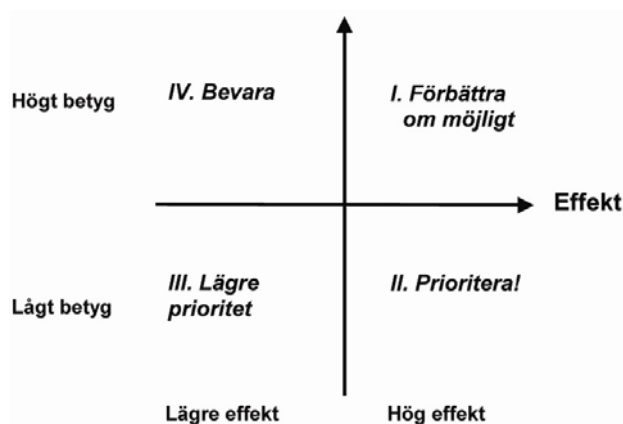 Högt betyg
IV. Bevara
I. Förbättra
om möjligt
Effekt
Lågt betyg
III. Lägre
prioritet
II. Prioritera!
Lägre effekt
Hög effekt